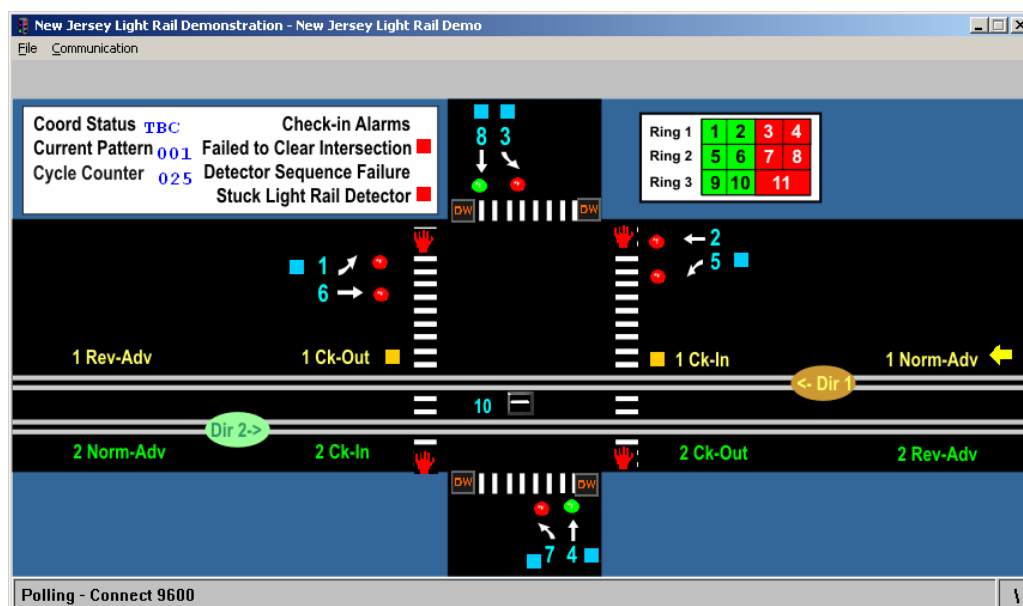 New Jersey Light Rail Demonstration - New Jersey Light Rail Demo
File Communication
Coord Status TBC
Current Pattern 001
Cycle Counter 025
Check-in Alarms
Failed to Clear Intersection
Detector Sequence Failure
Stuck Light Rail Detector
8 3
Ring 1 1 2 3 4
Ring 2 5 6 7 8
Ring 3 9 10 11
DW DW
1
6
2
5
1 Rev-Adv 1 Ck-Out 1 Ck-In 1 Norm-Adv
<- Dir 1
10
Dir 2->
2 Norm-Adv 2 Ck-In 2 Ck-Out 2 Rev-Adv
DW DW
7 4
Polling - Connect 9600 \